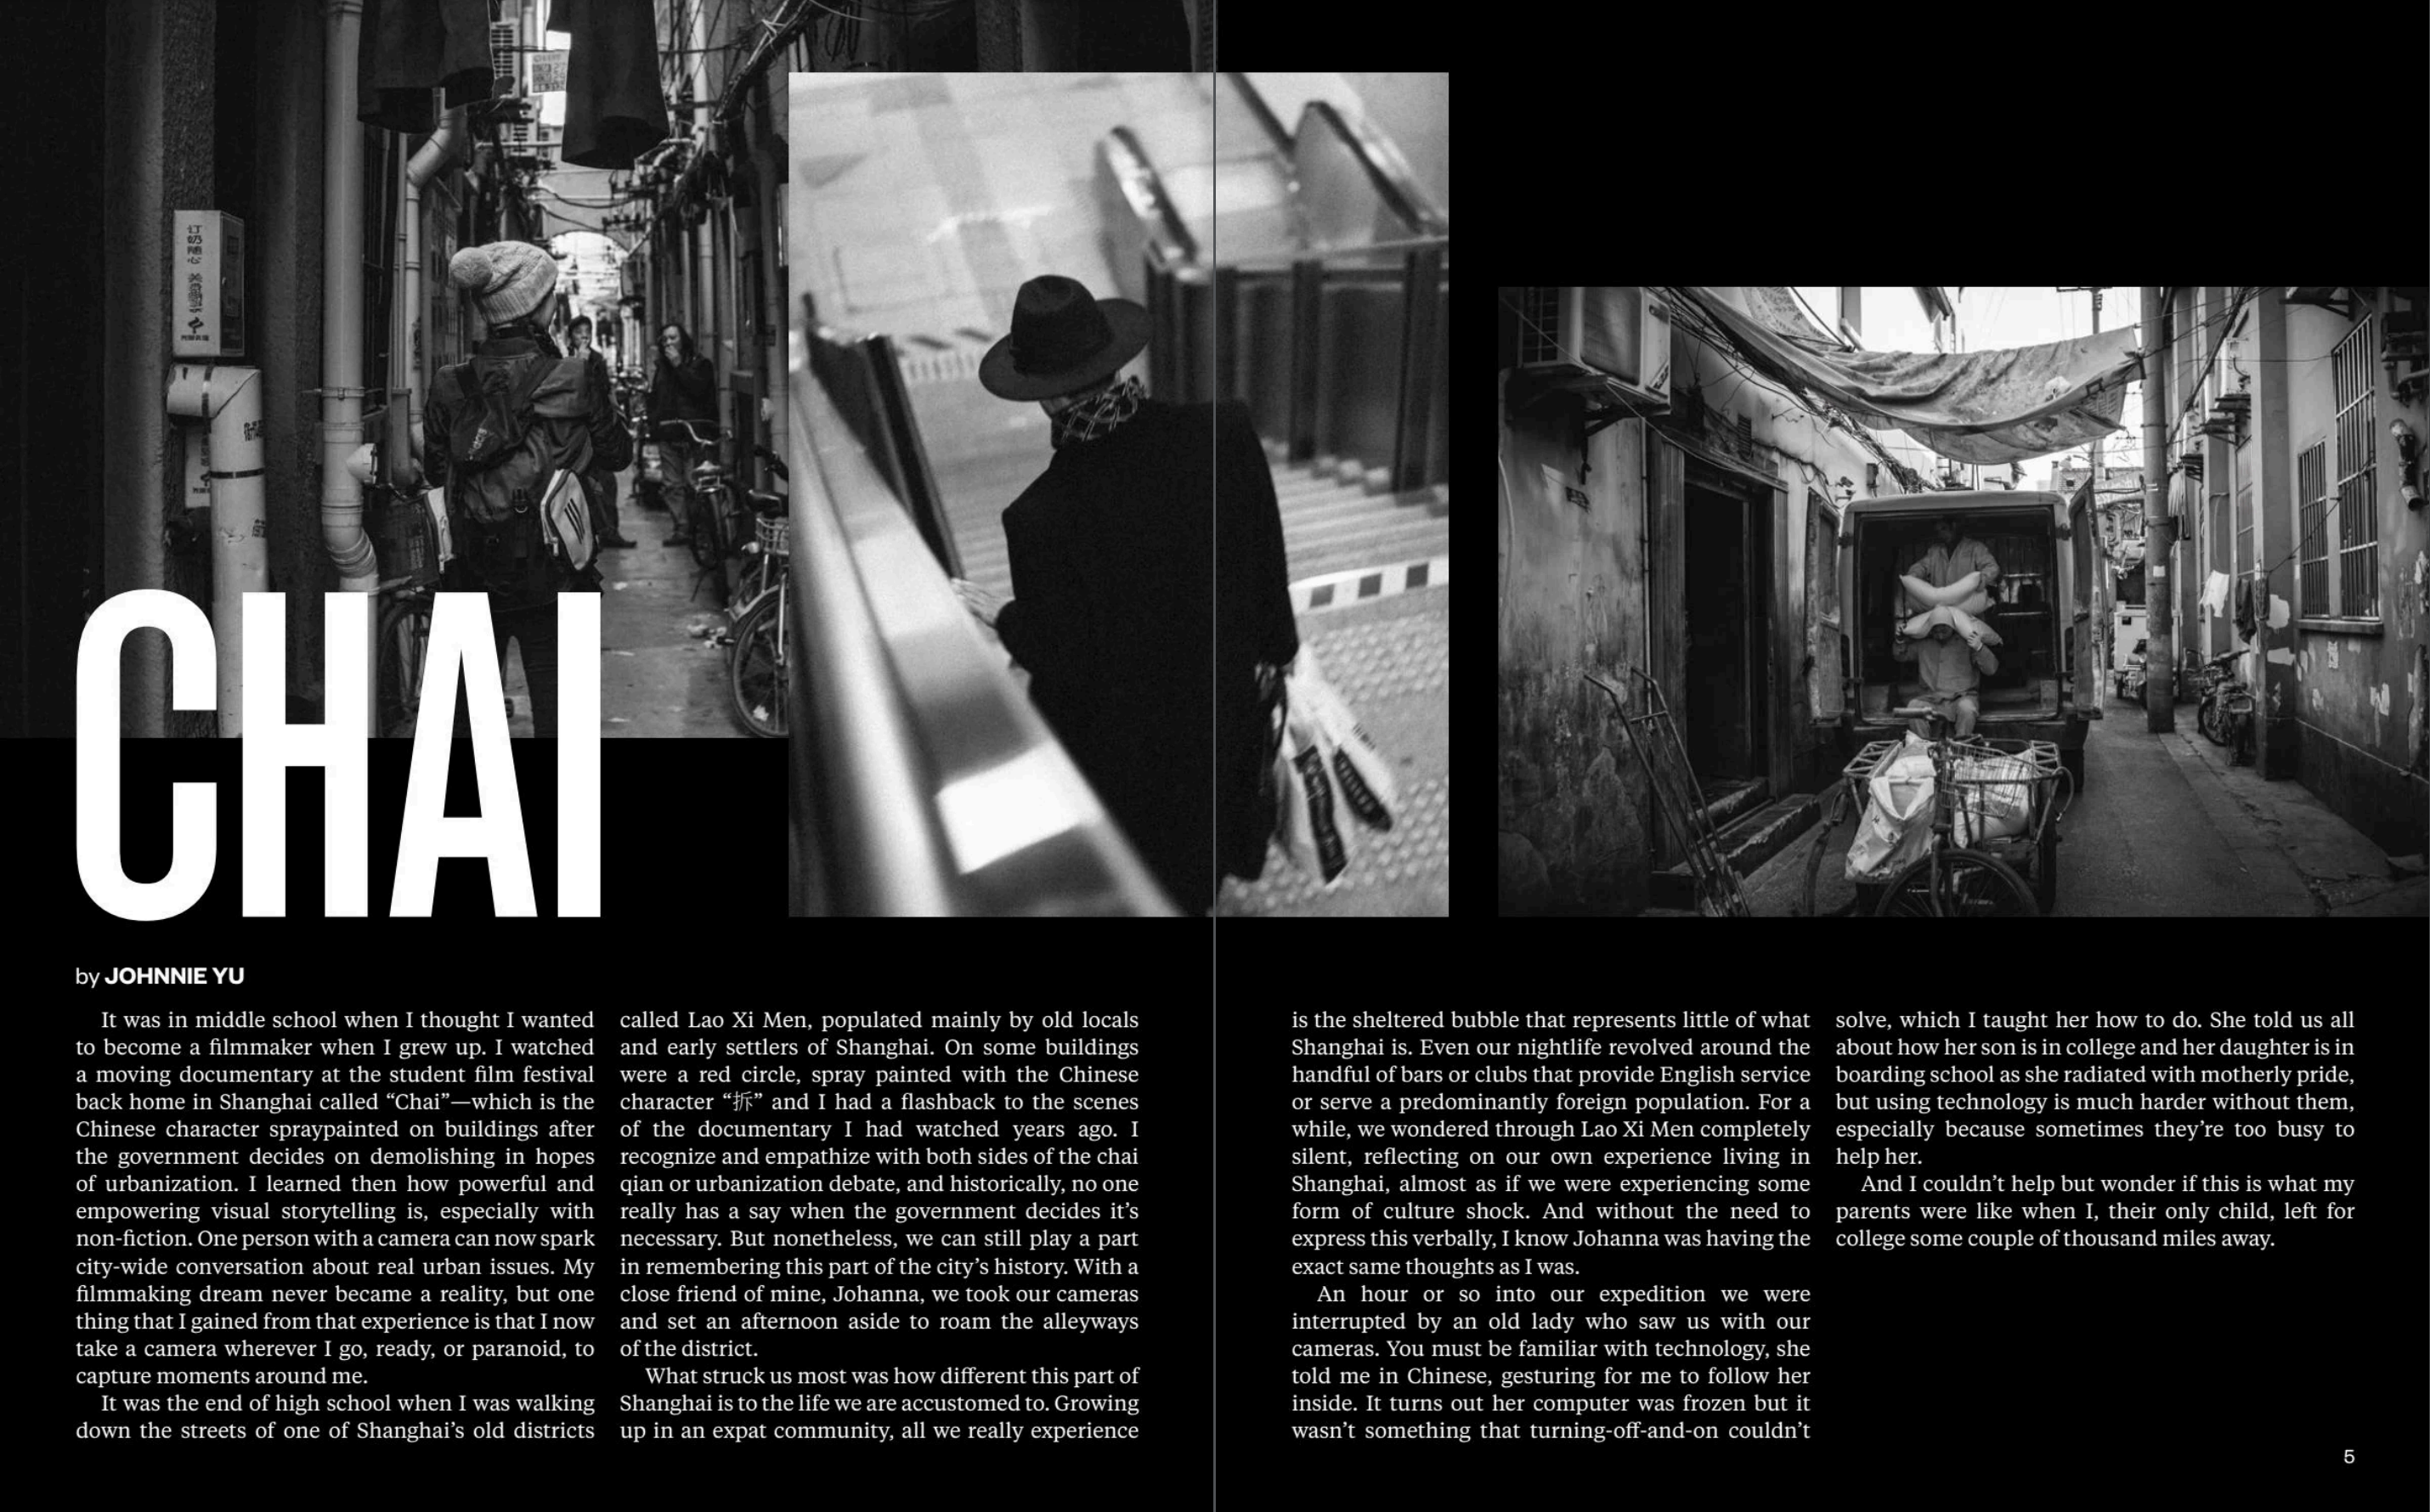 订奶随心
CHAI
by JOHNNIE YU
It was in middle school when I thought I wanted
to become a filmmaker when I grew up. I watched
a moving documentary at the student film festival
back home in Shanghai called “Chai”—which is the
Chinese character spraypainted on buildings after
the government decides on demolishing in hopes
of urbanization. I learned then how powerful and
empowering visual storytelling is, especially with
non-fiction. One person with a camera can now spark
city-wide conversation about real urban issues. My
filmmaking dream never became a reality, but one
thing that I gained from that experience is that I now
take a camera wherever I go, ready, or paranoid, to
capture moments around me.
It was the end of high school when I was walking
down the streets of one of Shanghai’s old districts
called Lao Xi Men, populated mainly by old locals
and early settlers of Shanghai. On some buildings
were a red circle, spray painted with the Chinese
character “拆” and I had a flashback to the scenes
of the documentary I had watched years ago. I
recognize and empathize with both sides of the chai
qian or urbanization debate, and historically, no one
really has a say when the government decides it’s
necessary. But nonetheless, we can still play a part
in remembering this part of the city’s history. With a
close friend of mine, Johanna, we took our cameras
and set an afternoon aside to roam the alleyways
of the district.
What struck us most was how different this part of
Shanghai is to the life we are accustomed to. Growing
up in an expat community, all we really experience
is the sheltered bubble that represents little of what
Shanghai is. Even our nightlife revolved around the
handful of bars or clubs that provide English service
or serve a predominantly foreign population. For a
while, we wondered through Lao Xi Men completely
silent, reflecting on our own experience living in
Shanghai, almost as if we were experiencing some
form of culture shock. And without the need to
express this verbally, I know Johanna was having the
exact same thoughts as I was.
An hour or so into our expedition we were
interrupted by an old lady who saw us with our
cameras. You must be familiar with technology, she
told me in Chinese, gesturing for me to follow her
inside. It turns out her computer was frozen but it
wasn’t something that turning-off-and-on couldn’t
solve, which I taught her how to do. She told us all
about how her son is in college and her daughter is in
boarding school as she radiated with motherly pride,
but using technology is much harder without them,
especially because sometimes they’re too busy to
help her.
And I couldn’t help but wonder if this is what my
parents were like when I, their only child, left for
college some couple of thousand miles away.
5